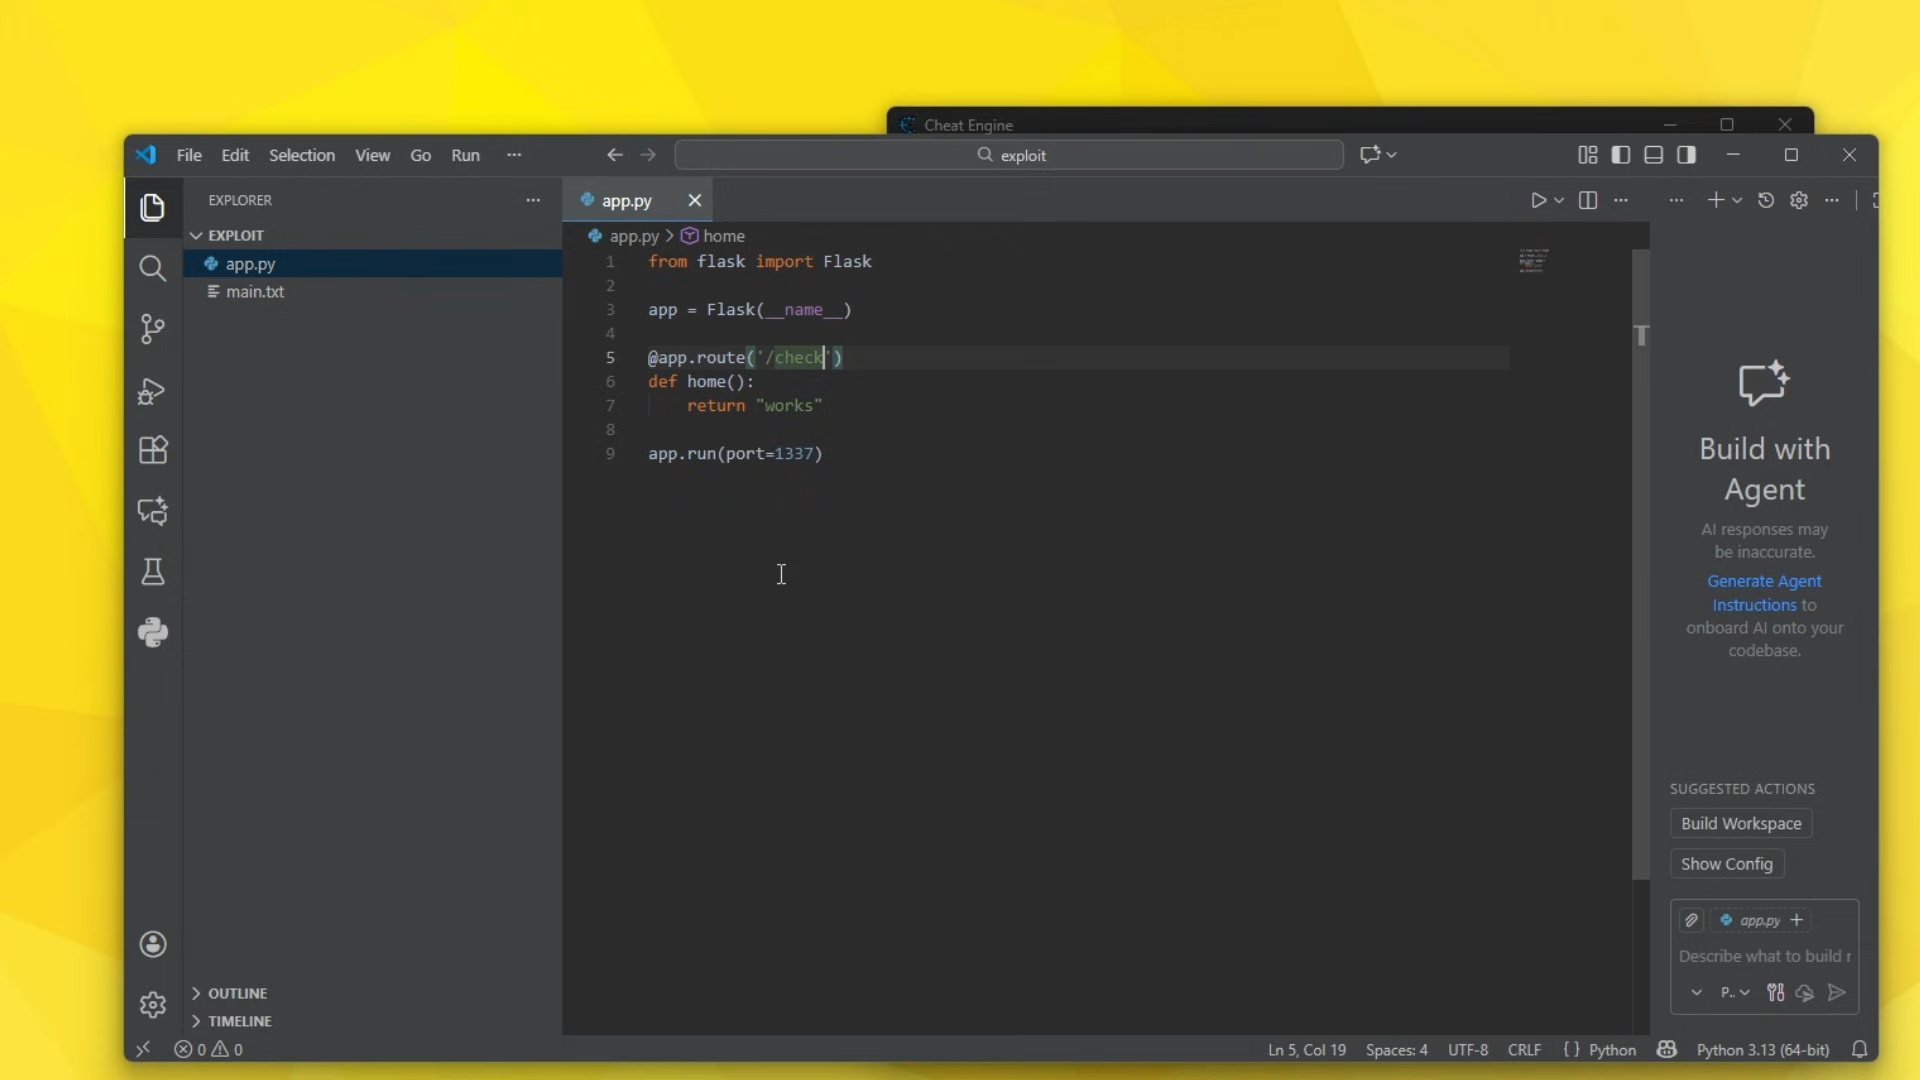 Cheat Engine
File Edit Selection View Go Run ··· exploit
EXPLORER ···
app.py
EXPLOIT
app.py
main.txt
app.py > home
1 from flask import Flask
2
3 app = Flask(__name__)
4
5 @app.route('/check')
6 def home():
7 return "works"
8
9 app.run(port=1337)
Build with
Agent
AI responses may
be inaccurate.
Generate Agent
Instructions to
onboard AI onto your
codebase.
SUGGESTED ACTIONS
Build Workspace
Show Config
app.py +
Describe what to build
P..
OUTLINE
TIMELINE
0 0 Ln 5, Col 19 Spaces: 4 UTF-8 CRLF { } Python Python 3.13 (64-bit)